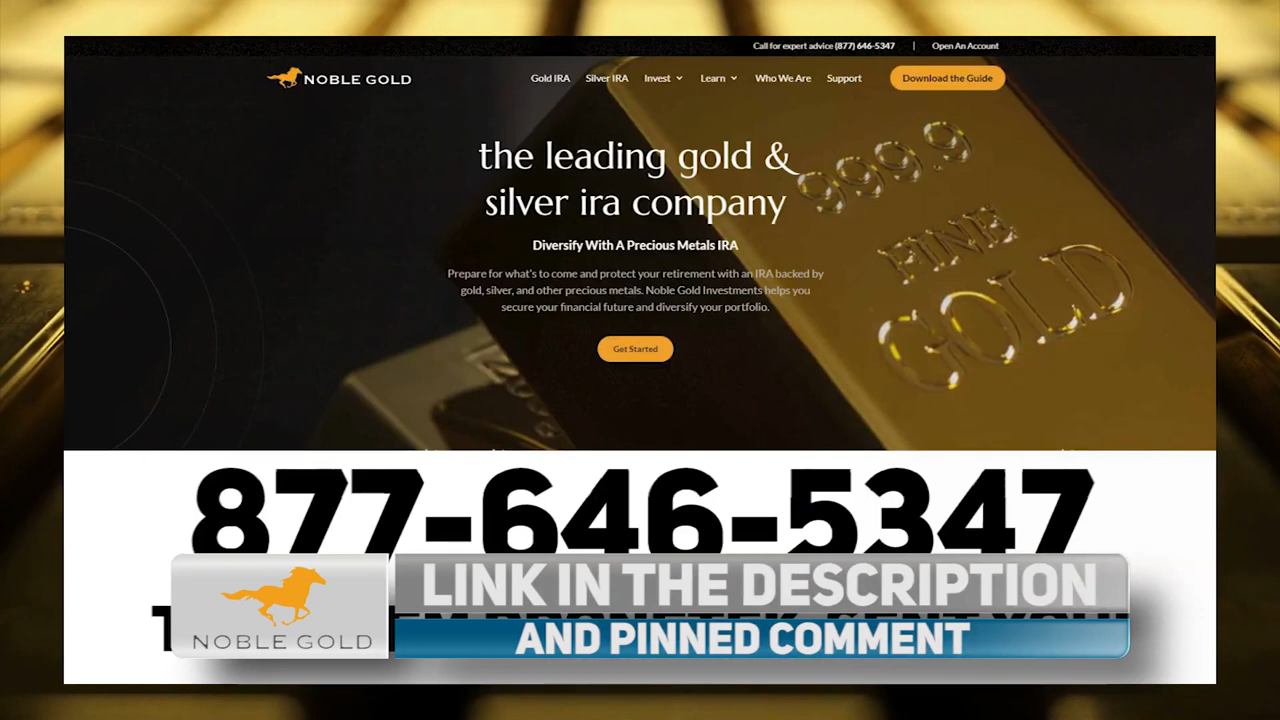 Call for expert advice (877) 646-5347 | Open An Account
NOBLE GOLD Gold IRA Silver IRA Invest Learn Who We Are Support Download the Guide
the leading gold &
silver ira company
Diversify With A Precious Metals IRA
Prepare for what's to come and protect your retirement with an IRA backed by
gold, silver, and other precious metals. Noble Gold Investments helps you
secure your financial future and diversify your portfolio.
Get Started
999.9
FINE
GOLD
877-646-5347
LINK IN THE DESCRIPTION
AND PINNED COMMENT
NOBLE GOLD